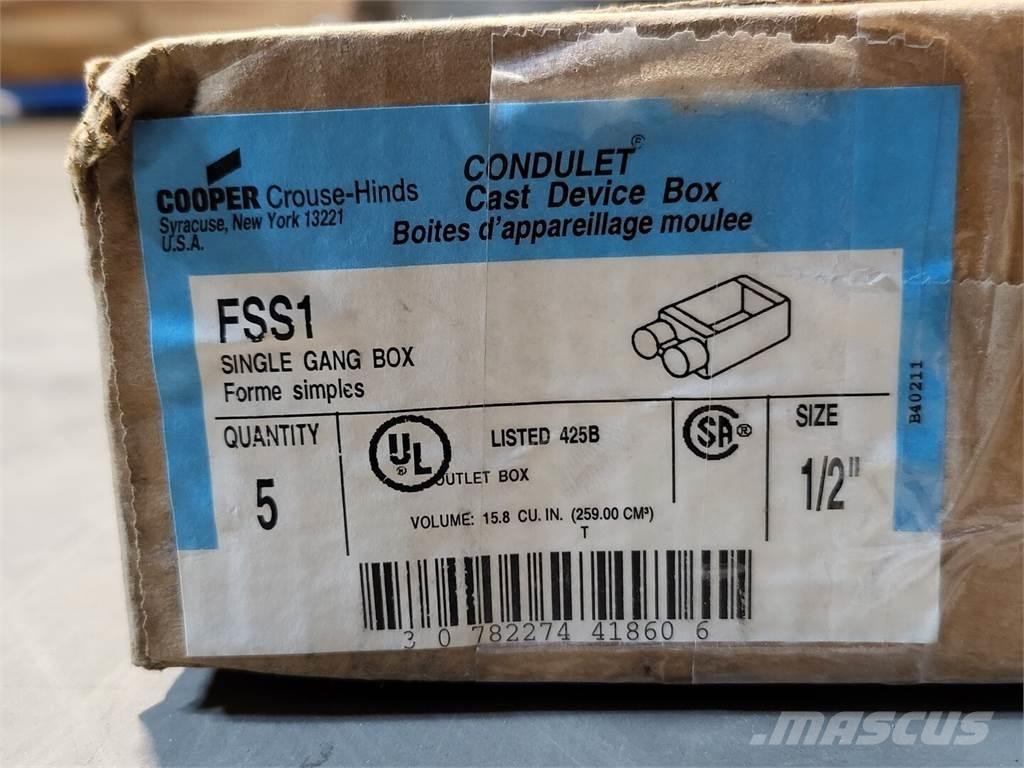 COOPER Crouse-Hinds
Syracuse, New York 13221
U.S.A.
CONDULET®
Cast Device Box
Boites d'appareillage moulee
FSS1
SINGLE GANG BOX
Forme simples
QUANTITY
5
UL
®
LISTED 425B
OUTLET BOX
VOLUME: 15.8 CU. IN. (259.00 CM³)
T
SA®
SIZE
1/2"
B40211
3 0 782274 41860 6
MASCUS